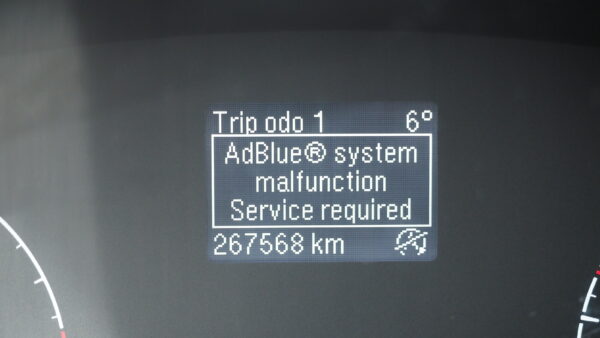 Trip odo 1 6°
AdBlue® system
malfunction
Service required
267568 km